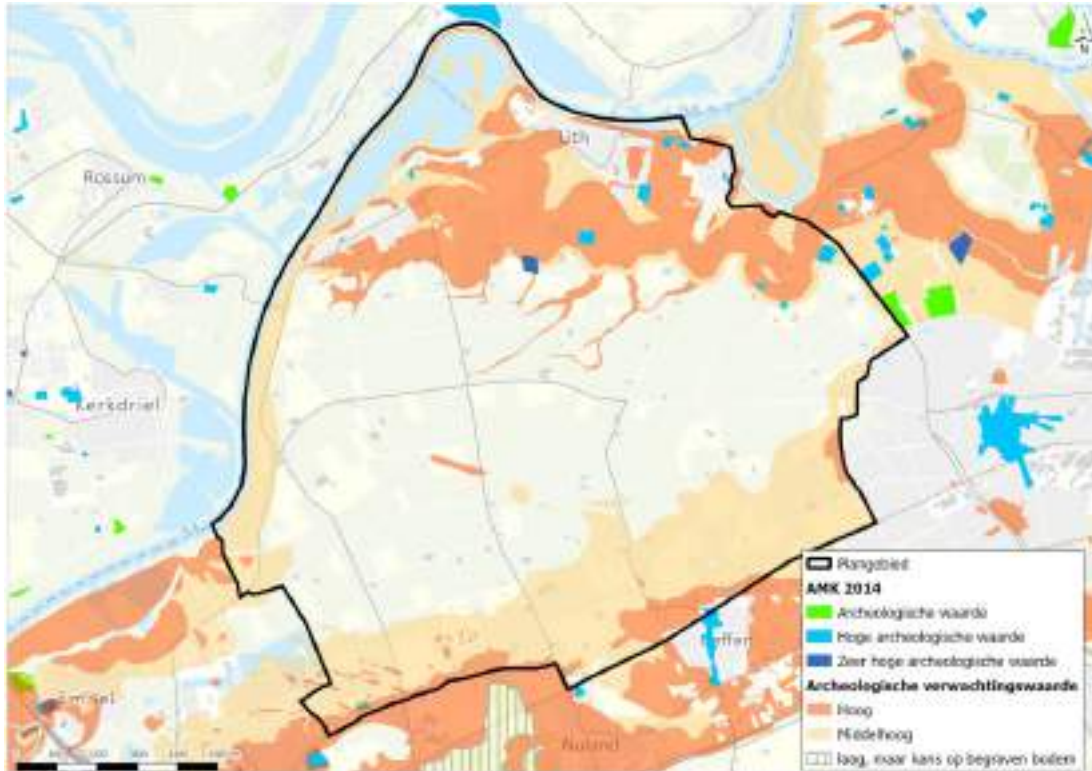 Lith
Rossum
Kerkdriel
Nuland
Plangebied
AMK 2014
Archeologische waarde
Hoge archeologische waarde
Zeer hoge archeologische waarde
Archeologische verwachtingswaarde
Hoog
Middelhoog
laag, maar kans op begraven bodem